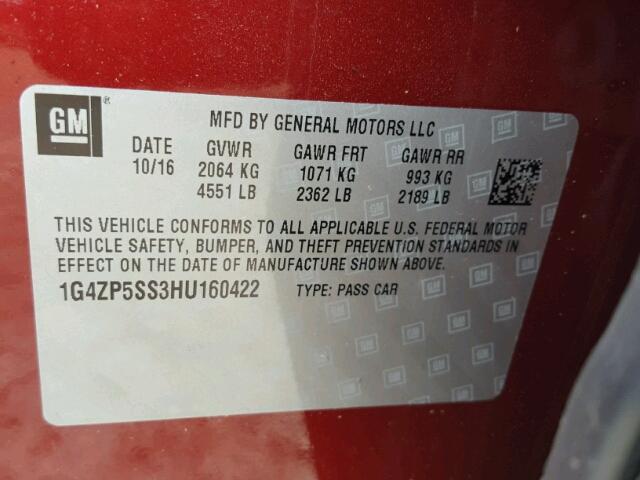 GM ®
MFD BY GENERAL MOTORS LLC
DATE GVWR GAWR FRT GAWR RR
10/16 2064 KG 1071 KG 993 KG
4551 LB 2362 LB 2189 LB
THIS VEHICLE CONFORMS TO ALL APPLICABLE U.S. FEDERAL MOTOR
VEHICLE SAFETY, BUMPER, AND THEFT PREVENTION STANDARDS IN
EFFECT ON THE DATE OF MANUFACTURE SHOWN ABOVE.
1G4ZP5SS3HU160422 TYPE: PASS CAR